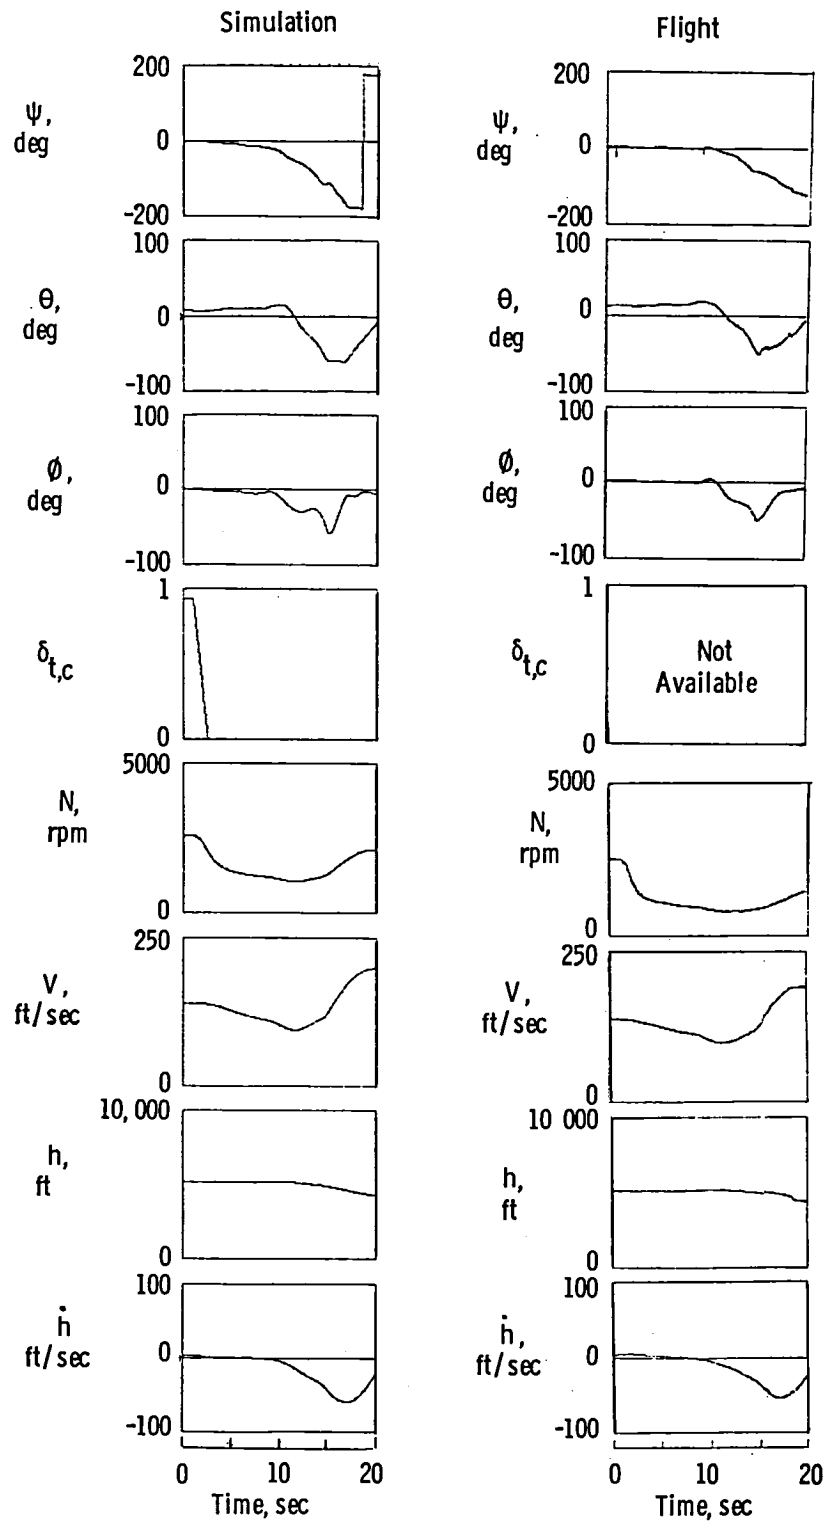 Simulation
Flight
ψ,
deg
200
0
-200
ψ,
deg
200
0
-200
θ,
deg
100
0
-100
θ,
deg
100
0
-100
ϕ,
deg
100
0
-100
ϕ,
deg
100
0
-100
δt,c
1
0
δt,c
1
0
Not
Available
N,
rpm
5000
0
N,
rpm
5000
0
V,
ft/sec
250
0
V,
ft/sec
250
0
h,
ft
10,000
0
h,
ft
10 000
0
ḣ
ft/sec
100
0
-100
ḣ,
ft/sec
100
0
-100
0 10 20
Time, sec
0 10 20
Time, sec